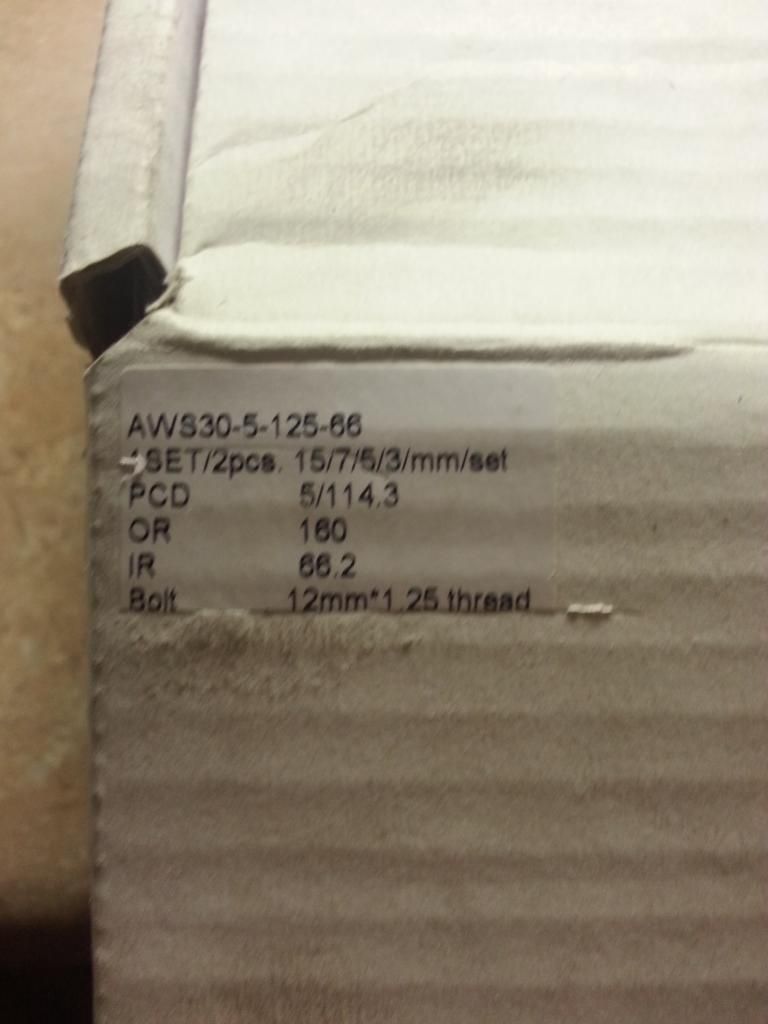 AWS30-5-125-66
1SET/2pcs. 15/7/5/3/mm/set
PCD 5/114.3
OR 160
IR 66.2
Bolt 12mm*1.25 thread